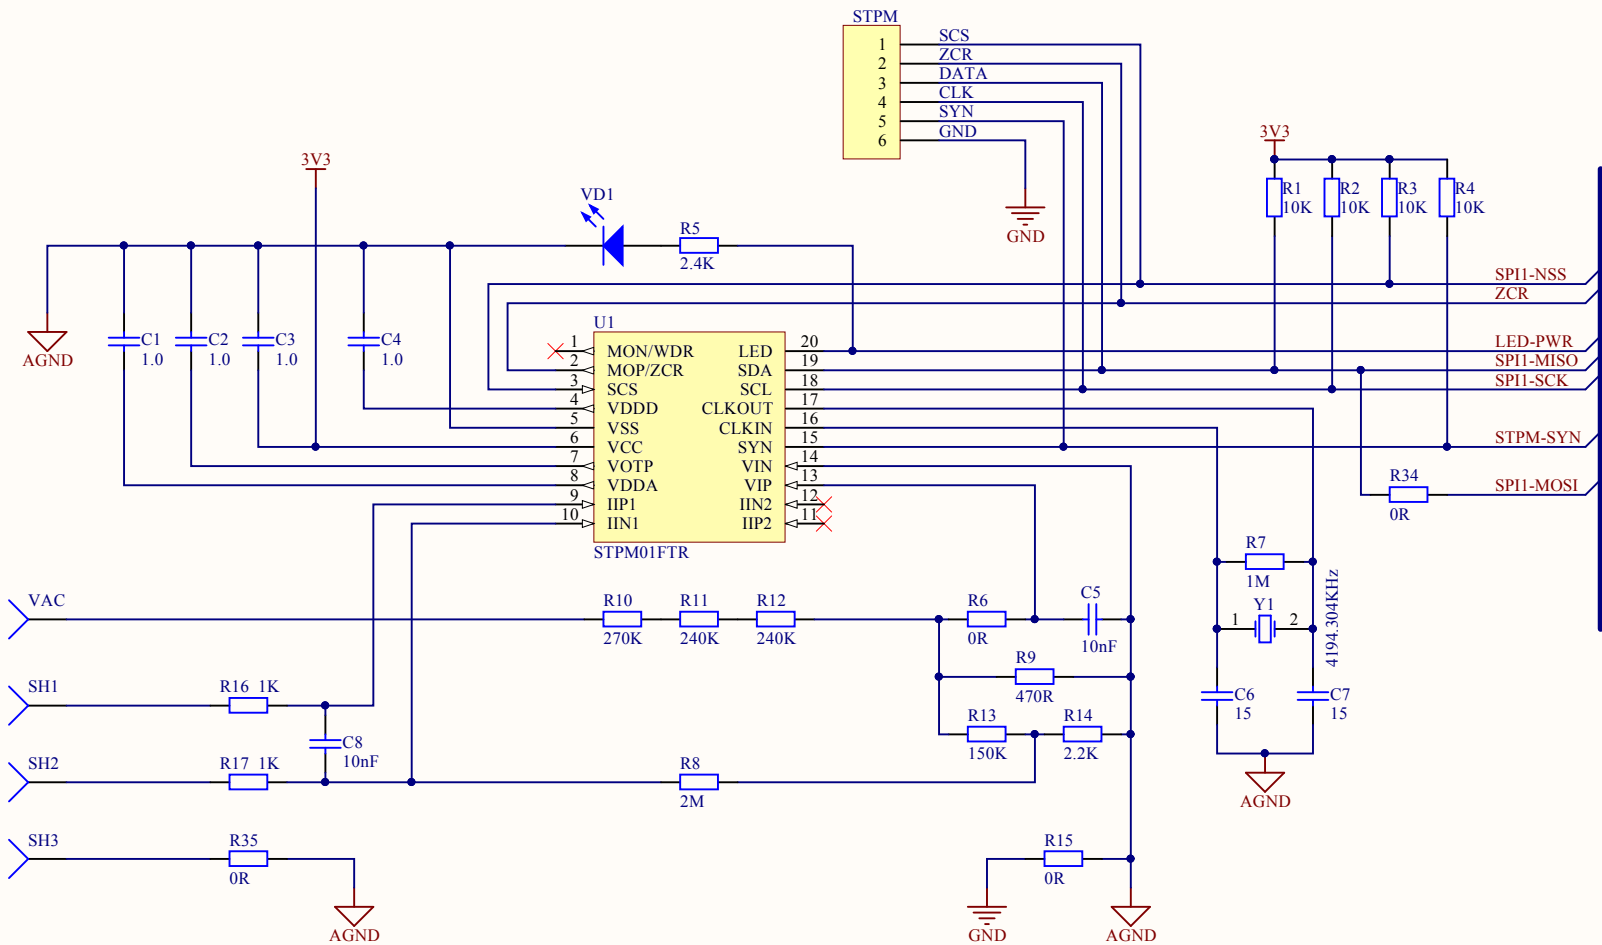 STPM
1 SCS
2 ZCR
3 DATA
4 CLK
5 SYN
6 GND
GND
3V3
3V3
R1 10K
R2 10K
R3 10K
R4 10K
VD1
R5
2.4K
AGND
C1
1.0
C2
1.0
C3
1.0
C4
1.0
U1
1 MON/WDR
2 MOP/ZCR
3 SCS
4 VDDD
5 VSS
6 VCC
7 VOTP
8 VDDA
9 IIP1
10 IIN1
LED 20
SDA 19
SCL 18
CLKOUT 17
CLKIN 16
SYN 15
VIN 14
VIP 13
IIN2 12
IIP2 11
STPM01FTR
SPI1-NSS
ZCR
LED-PWR
SPI1-MISO
SPI1-SCK
STPM-SYN
SPI1-MOSI
R34
0R
R7
1M
Y1
1 2
4194.304KHz
C6
15
C7
15
AGND
VAC
R10
270K
R11
240K
R12
240K
R6
0R
C5
10nF
R9
470R
R13
150K
R14
2.2K
SH1
R16 1K
C8
10nF
SH2
R17 1K
R8
2M
SH3
R35
0R
AGND
R15
0R
GND
AGND